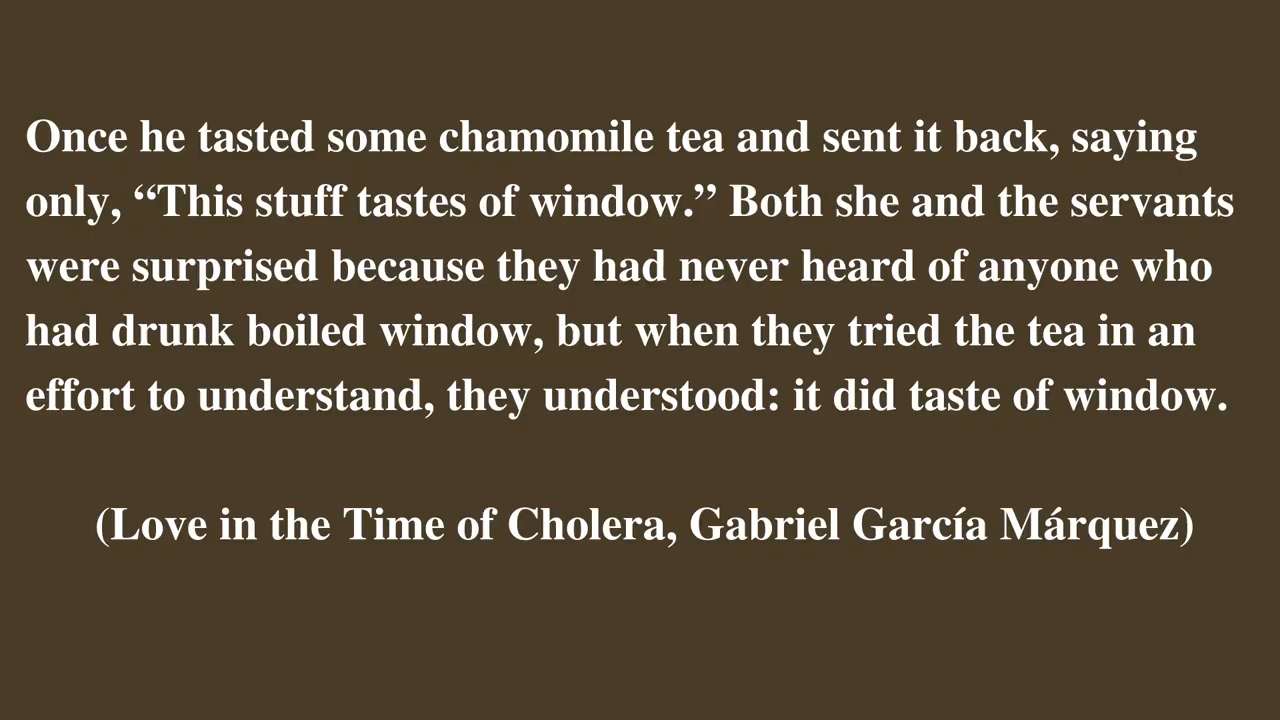 Once he tasted some chamomile tea and sent it back, saying
only, “This stuff tastes of window.” Both she and the servants
were surprised because they had never heard of anyone who
had drunk boiled window, but when they tried the tea in an
effort to understand, they understood: it did taste of window.
(Love in the Time of Cholera, Gabriel García Márquez)